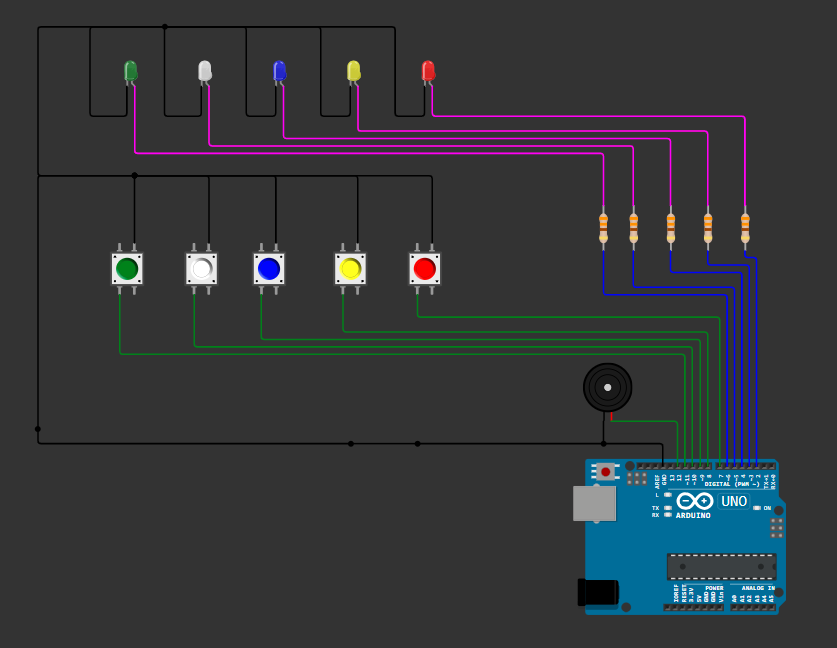 AREF
GND
13
12
~11
~10
~9
8
7
~6
~5
4
~3
2
TX→1
RX←0
DIGITAL (PWM ~)
L
UNO
ON
TX
RX
ARDUINO
POWER
ANALOG IN
IOREF
RESET
3.3V
5V
GND
GND
Vin
A0
A1
A2
A3
A4
A5